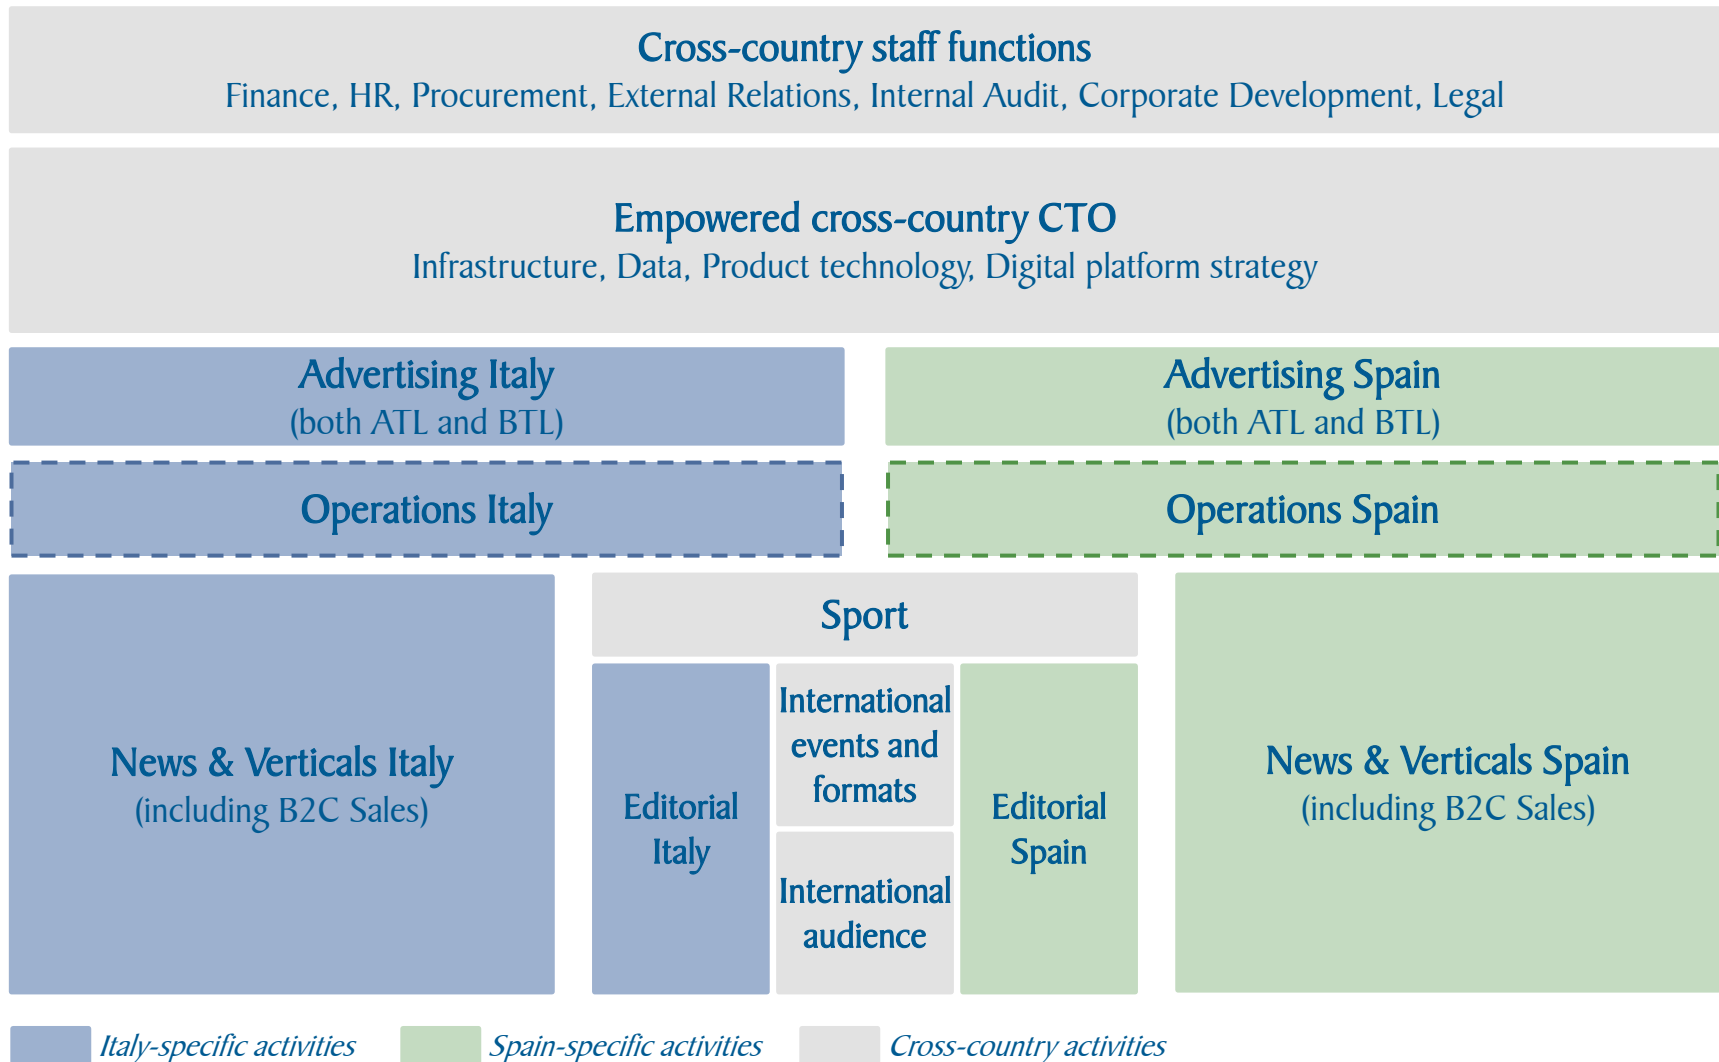 Cross-country staff functions
Finance, HR, Procurement, External Relations, Internal Audit, Corporate Development, Legal
Empowered cross-country CTO
Infrastructure, Data, Product technology, Digital platform strategy
Advertising Italy
(both ATL and BTL)
Advertising Spain
(both ATL and BTL)
Operations Italy
Operations Spain
News & Verticals Italy
(including B2C Sales)
Sport
Editorial
Italy
International
events and
formats
International
audience
Editorial
Spain
News & Verticals Spain
(including B2C Sales)
Italy-specific activities
Spain-specific activities
Cross-country activities